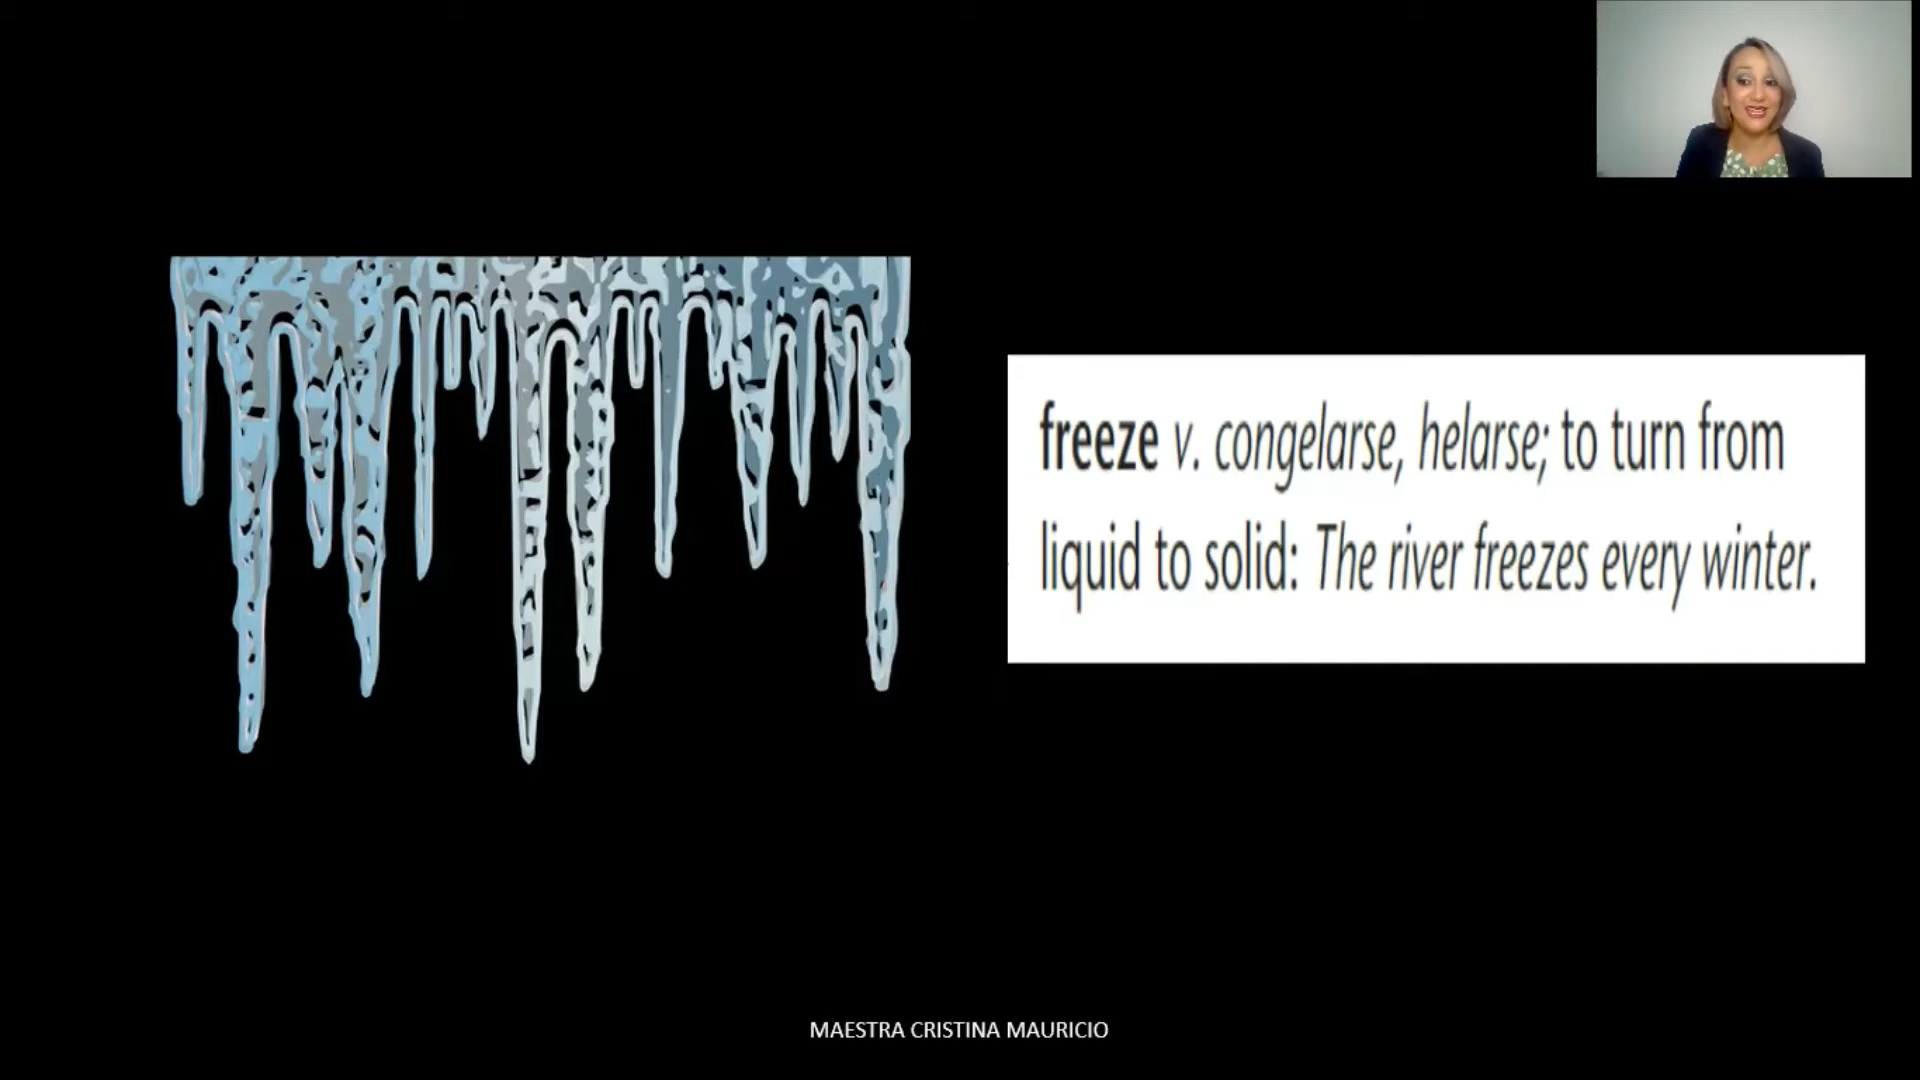 freeze v. congelarse, helarse; to turn from
liquid to solid: The river freezes every winter.
MAESTRA CRISTINA MAURICIO